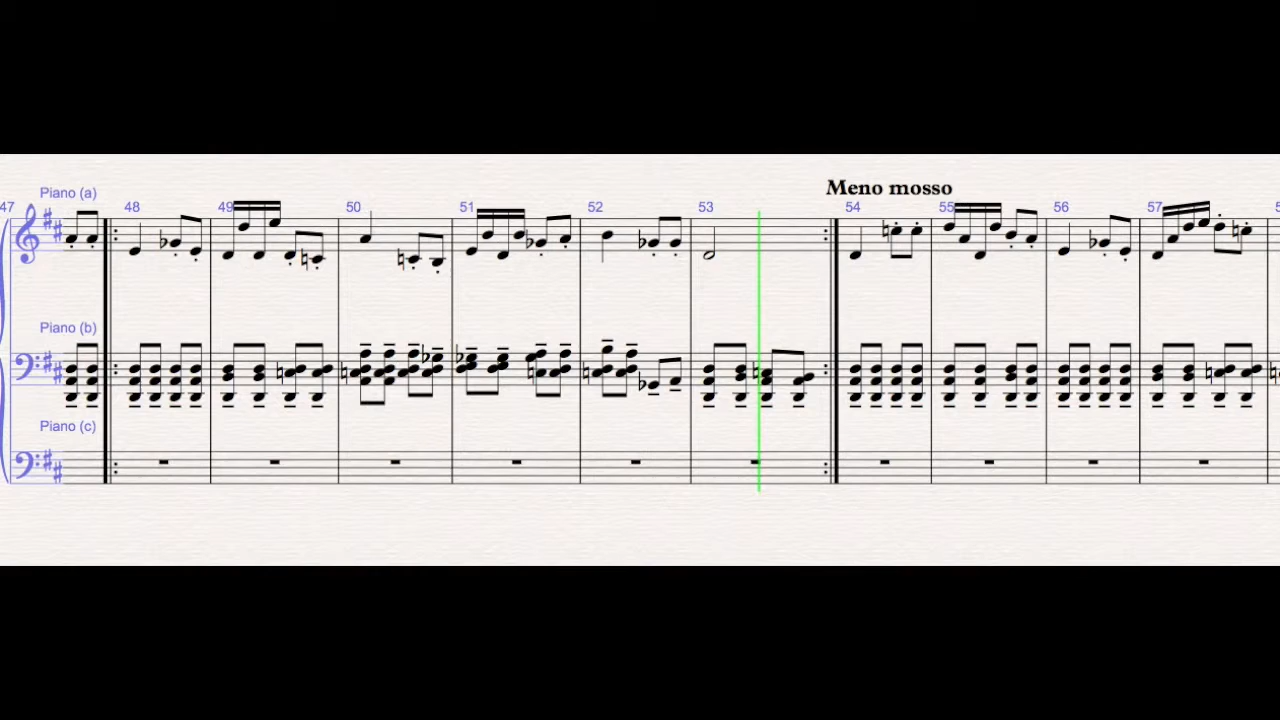 Meno mosso
Piano (a)
47 48 49 50 51 52 53 54 55 56 57
Piano (b)
Piano (c)